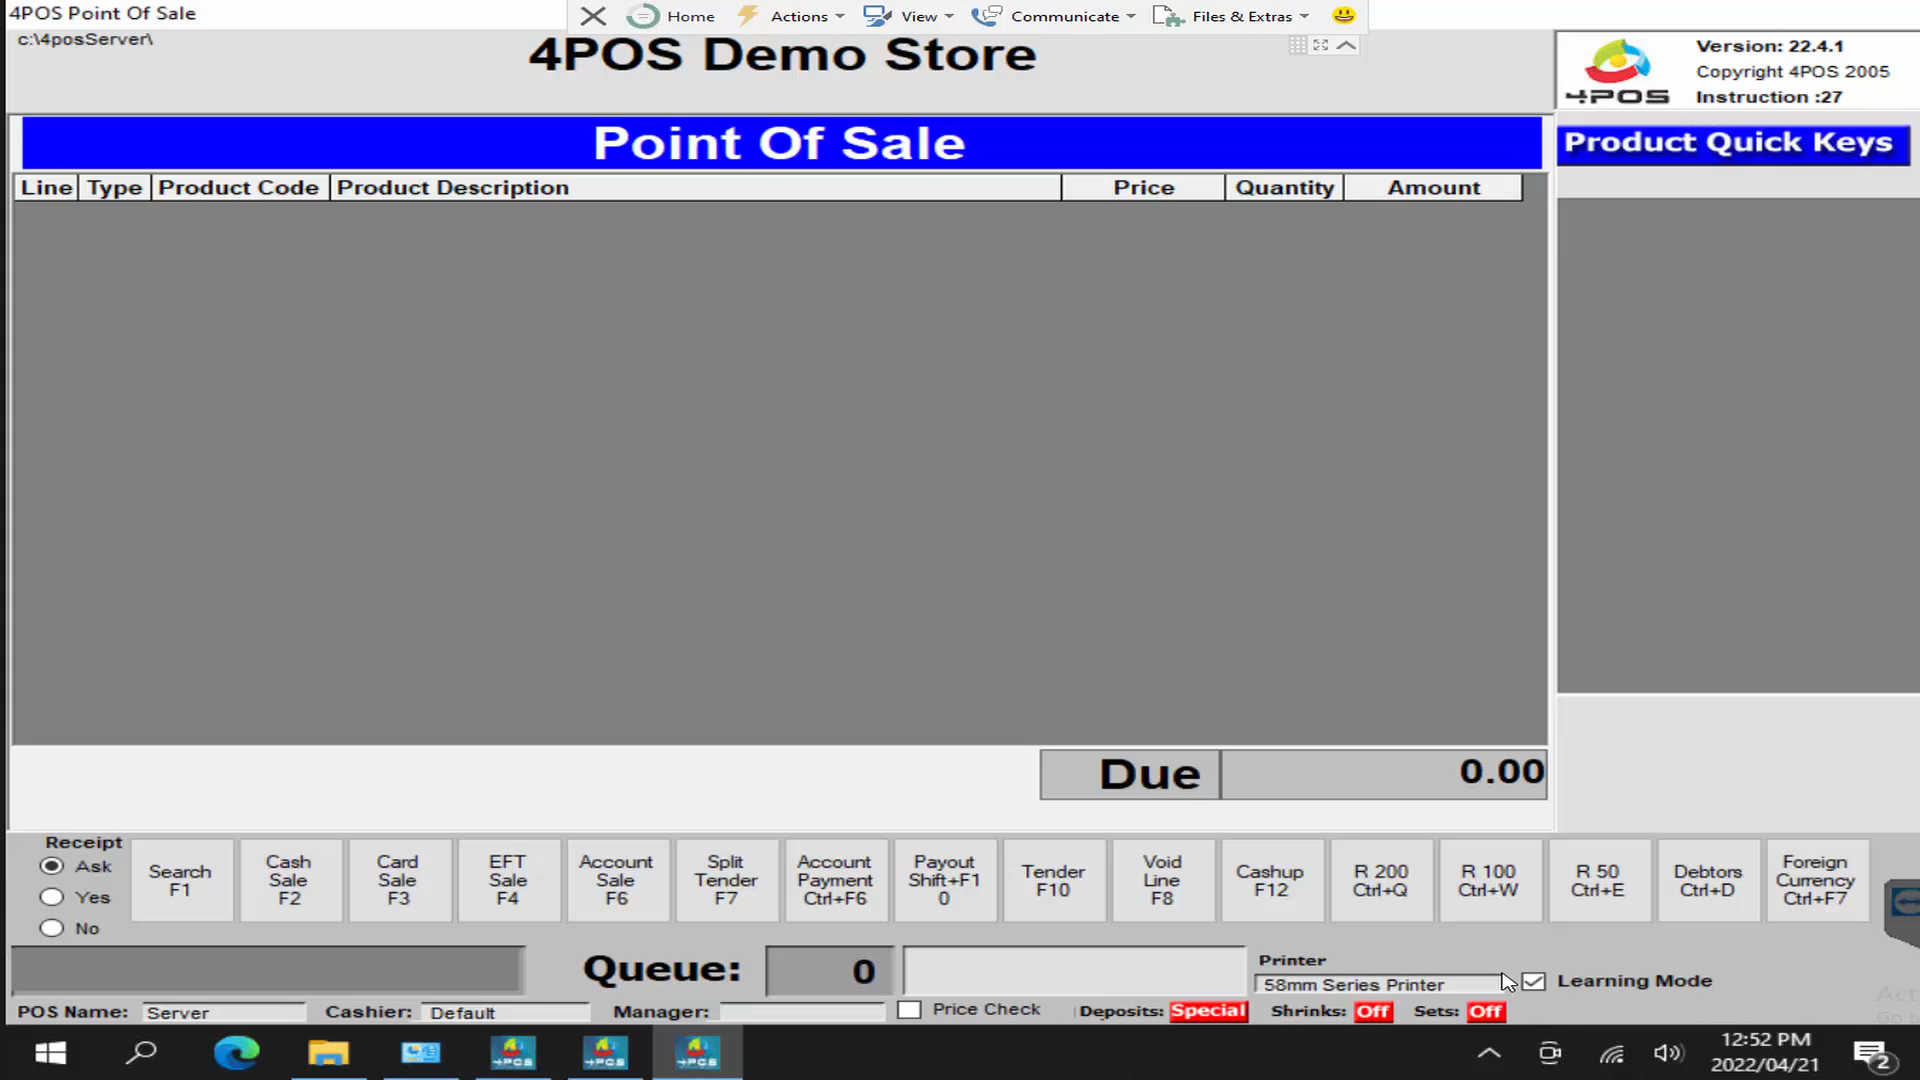 4POS Point Of Sale
Home Actions View Communicate Files & Extras
c:\4posServer\
4POS Demo Store
4POS
Version: 22.4.1
Copyright 4POS 2005
Instruction :27
Point Of Sale
Product Quick Keys
Line Type Product Code Product Description Price Quantity Amount
Due 0.00
Receipt
Ask
Yes
No
Search
F1
Cash
Sale
F2
Card
Sale
F3
EFT
Sale
F4
Account
Sale
F6
Split
Tender
F7
Account
Payment
Ctrl+F6
Payout
Shift+F1
0
Tender
F10
Void
Line
F8
Cashup
F12
R 200
Ctrl+Q
R 100
Ctrl+W
R 50
Ctrl+E
Debtors
Ctrl+D
Foreign
Currency
Ctrl+F7
Queue: 0
Printer
58mm Series Printer
Learning Mode
POS Name: Server Cashier: Default Manager: Price Check Deposits: Special Shrinks: Off Sets: Off
12:52 PM
2022/04/21
2